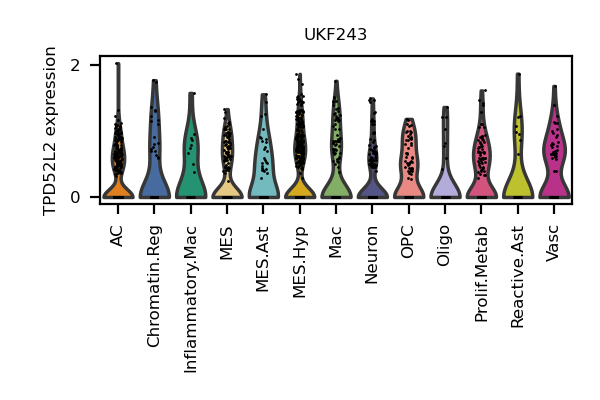 UKF243
TPD52L2 expression
2
0
AC
Chromatin.Reg
Inflammatory.Mac
MES
MES.Ast
MES.Hyp
Mac
Neuron
OPC
Oligo
Prolif.Metab
Reactive.Ast
Vasc